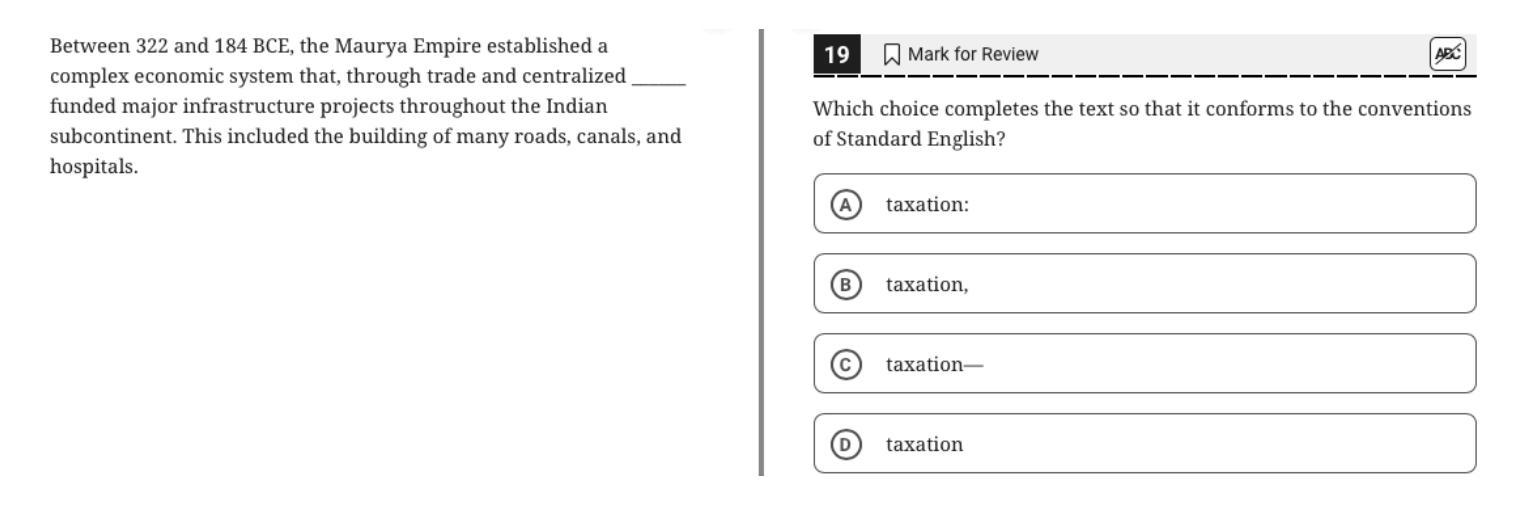 Between 322 and 184 BCE, the Maurya Empire established a
complex economic system that, through trade and centralized ______
funded major infrastructure projects throughout the Indian
subcontinent. This included the building of many roads, canals, and
hospitals.
19 Mark for Review ABC
Which choice completes the text so that it conforms to the conventions
of Standard English?
A taxation:
B taxation,
C taxation—
D taxation